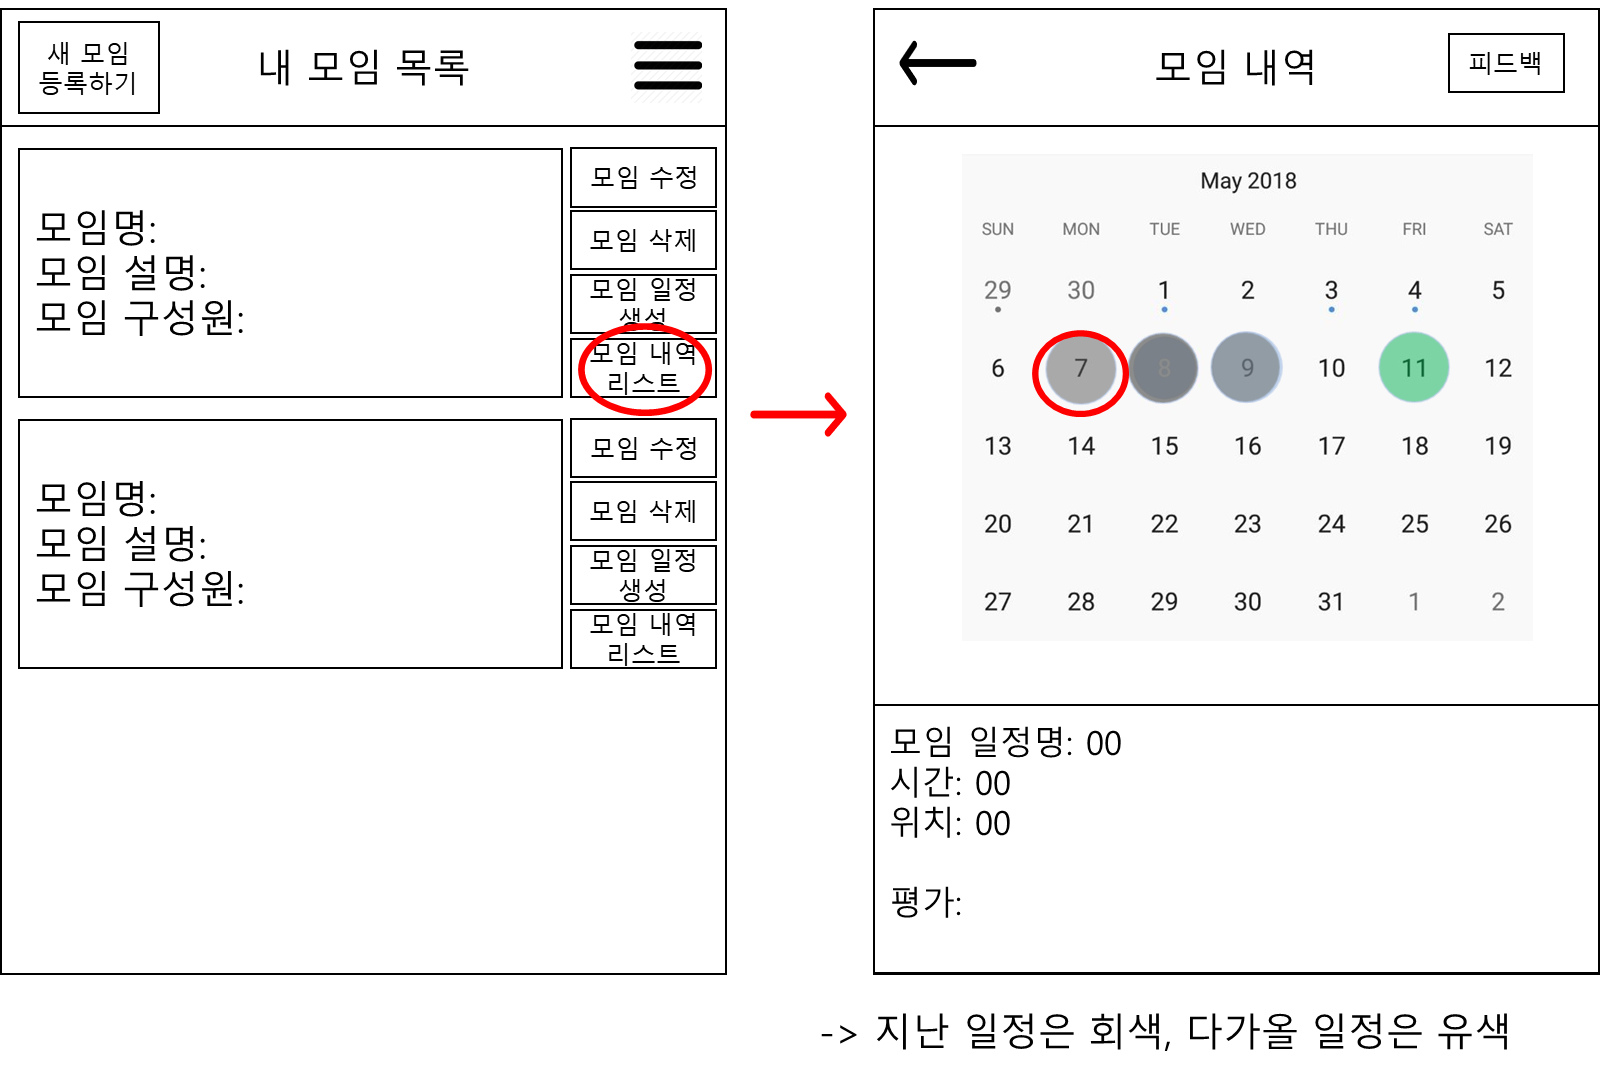 새 모임
등록하기
내 모임 목록
모임명:
모임 설명:
모임 구성원:
모임 수정
모임 삭제
모임 일정
생성
모임 내역
리스트
모임명:
모임 설명:
모임 구성원:
모임 수정
모임 삭제
모임 일정
생성
모임 내역
리스트
모임 내역
피드백
May 2018
SUN MON TUE WED THU FRI SAT
29 30 1 2 3 4 5
6 7 8 9 10 11 12
13 14 15 16 17 18 19
20 21 22 23 24 25 26
27 28 29 30 31 1 2
모임 일정명: 00
시간: 00
위치: 00
평가:
-> 지난 일정은 회색, 다가올 일정은 유색